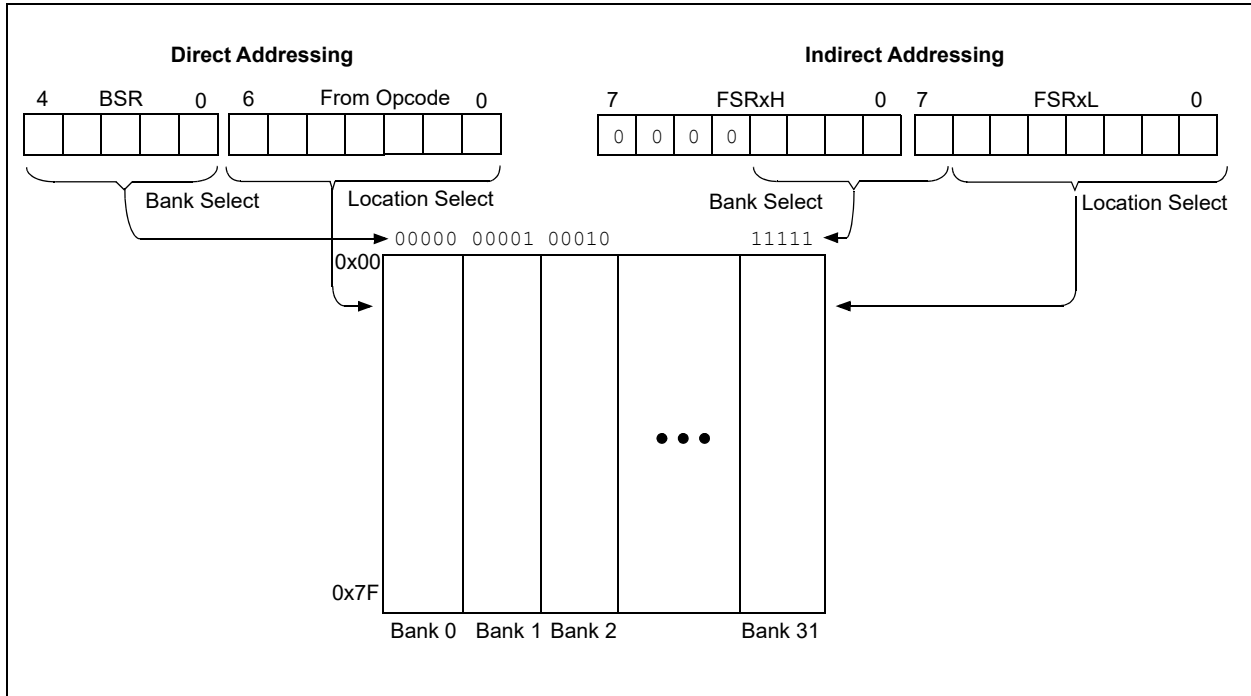 Direct Addressing
Indirect Addressing
4 BSR 0 6 From Opcode 0
7 FSRxH 0 7 FSRxL 0
0 0 0 0
Bank Select Location Select
Bank Select Location Select
00000 00001 00010 11111
0x00
0x7F
Bank 0 Bank 1 Bank 2 Bank 31